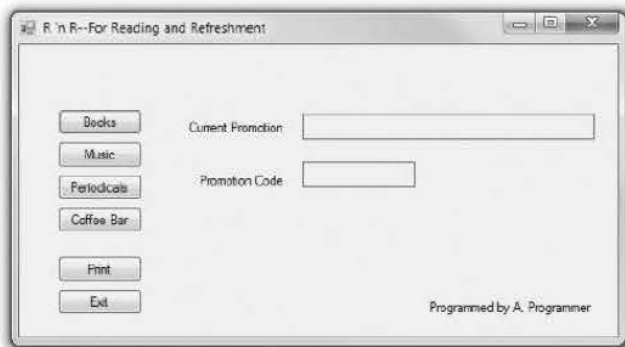 R 'n R--For Reading and Refreshment
Books
Current Promotion
Music
Promotion Code
Periodicals
Coffee Bar
Print
Exit
Programmed by A. Programmer